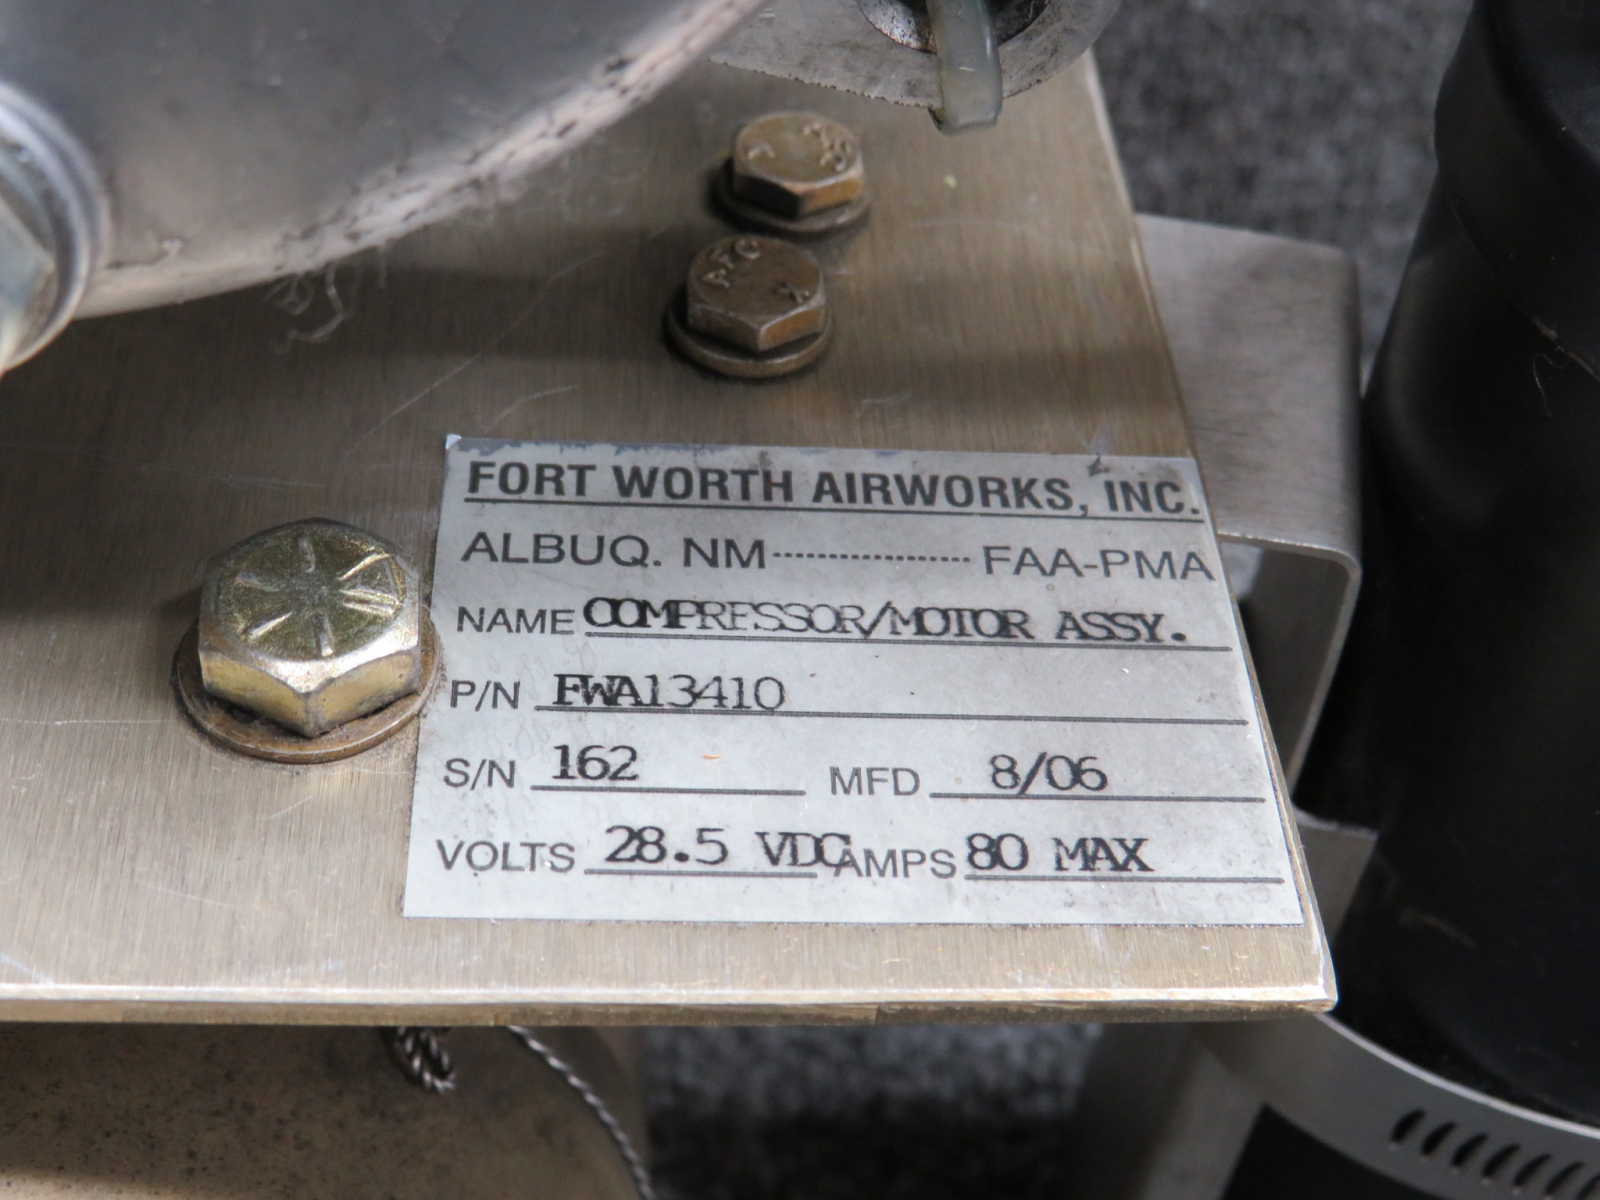 FORT WORTH AIRWORKS, INC.
ALBUQ. NM------------------ FAA-PMA
NAME COMPRESSOR/MOTOR ASSY.
P/N FWA13410
S/N 162 MFD 8/06
VOLTS 28.5 VDC AMPS 80 MAX